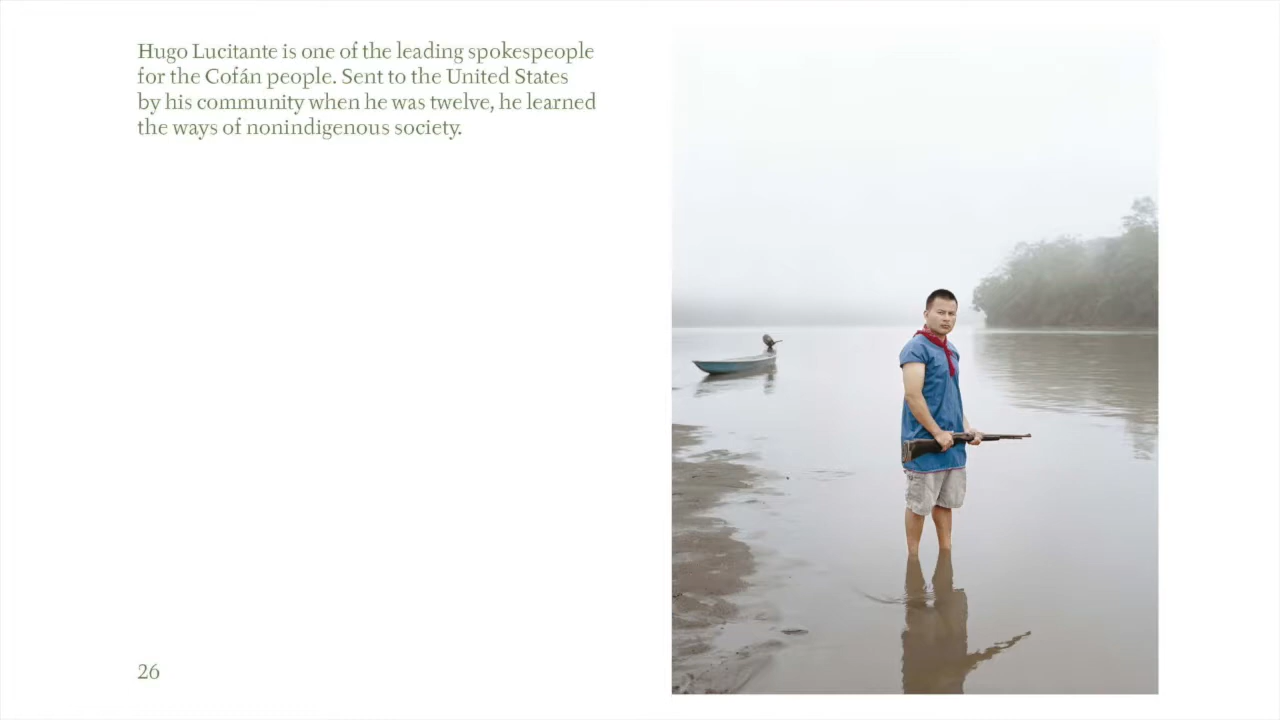 Hugo Lucitante is one of the leading spokespeople
for the Cofán people. Sent to the United States
by his community when he was twelve, he learned
the ways of nonindigenous society.
26